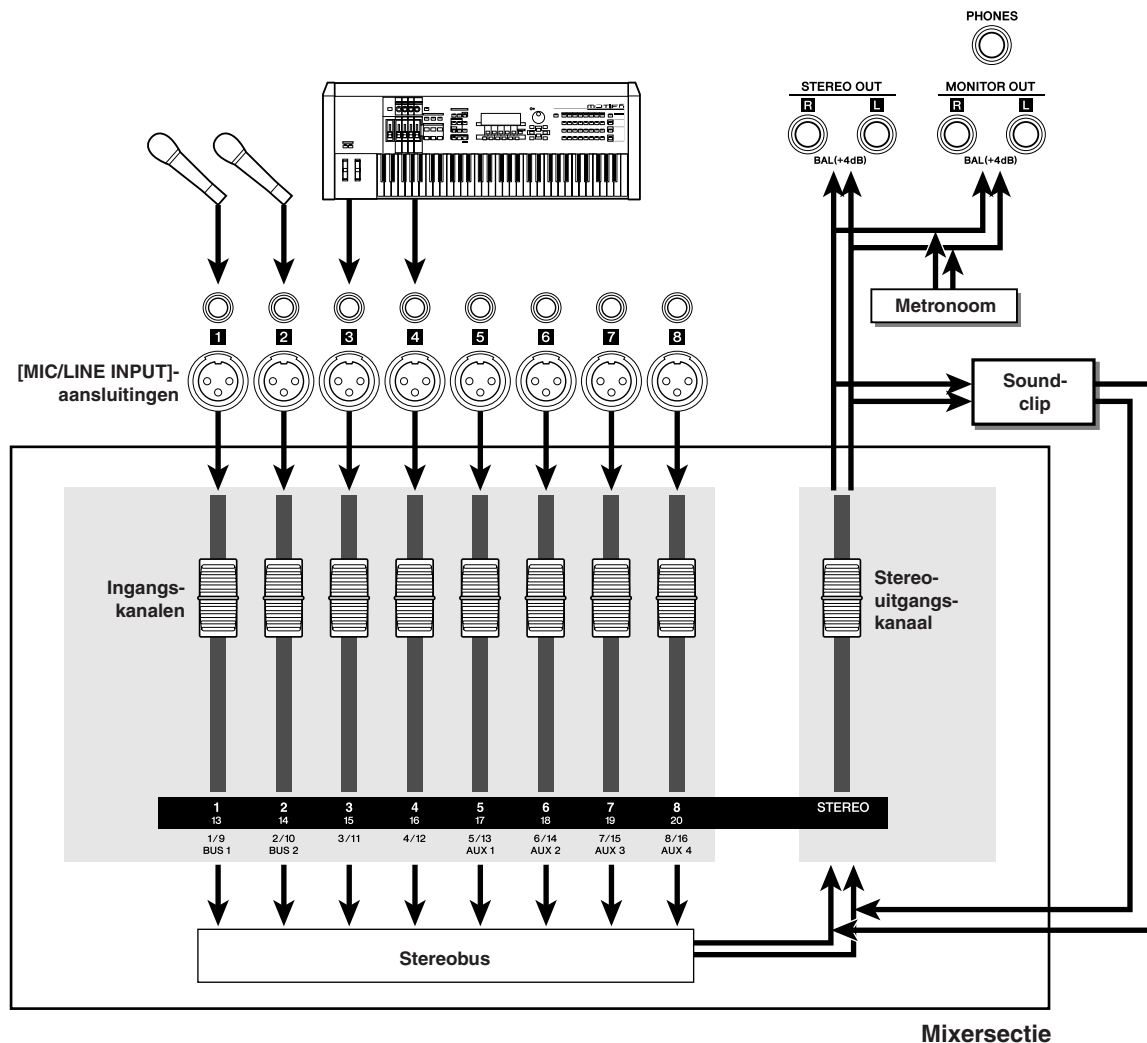 PHONES
STEREO OUT
MONITOR OUT
R
L
R
L
BAL(+4dB)
BAL(+4dB)
Metronoom
1
2
3
4
5
6
7
8
[MIC/LINE INPUT]-
aansluitingen
Sound-
clip
Ingangs-
kanalen
Stereo-
uitgangs-
kanaal
1 2 3 4 5 6 7 8 STEREO
13 14 15 16 17 18 19 20
1/9 2/10 3/11 4/12 5/13 6/14 7/15 8/16
BUS 1 BUS 2 AUX 1 AUX 2 AUX 3 AUX 4
Stereobus
Mixersectie